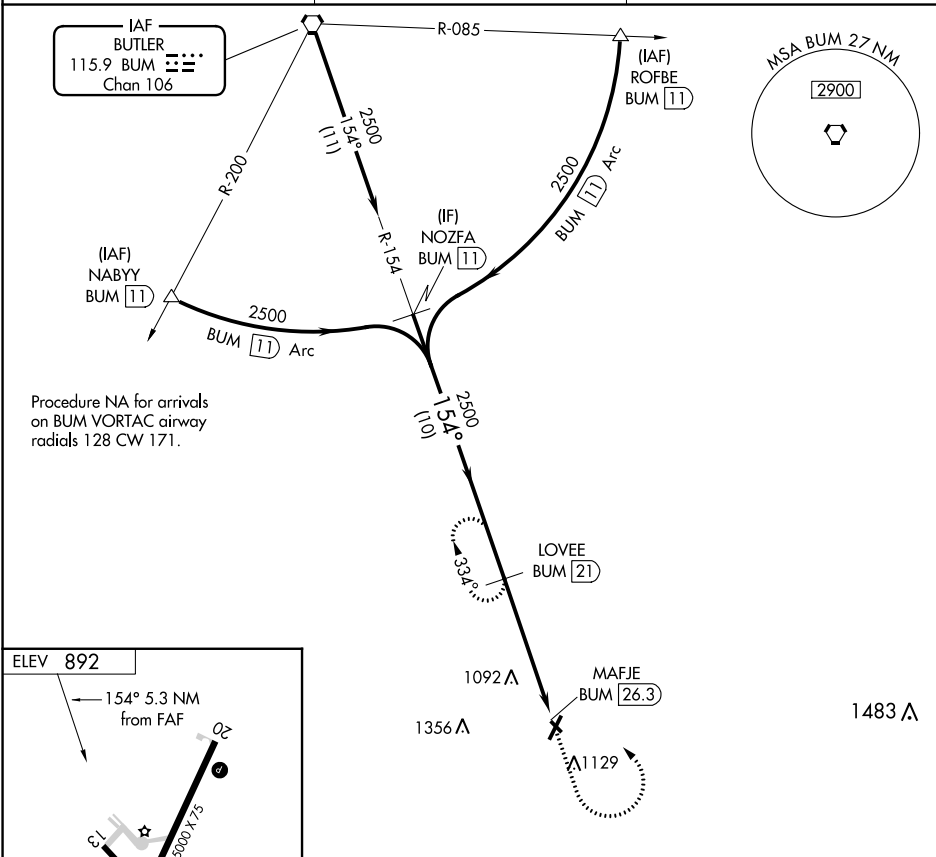 IAF
BUTLER
115.9 BUM
Chan 106
R-085
(IAF)
ROFBE
BUM 11
MSA BUM 27 NM
2900
2500
154°
(11)
R-200
2500
BUM 11 Arc
R-154
(IF)
NOZFA
BUM 11
(IAF)
NABYY
BUM 11
2500
BUM 11 Arc
Procedure NA for arrivals
on BUM VORTAC airway
radials 128 CW 171.
2500
154°
(10)
334°
LOVEE
BUM 21
1092
MAFJE
BUM 26.3
1356
1483
1129
ELEV 892
154° 5.3 NM
from FAF
20
P
5000 X 75
13